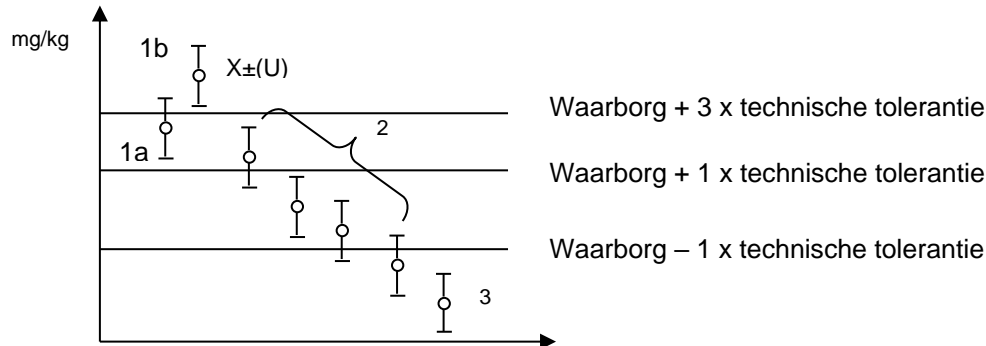 mg/kg
1b
X±(U)
Waarborg + 3 x technische tolerantie
2
1a
Waarborg + 1 x technische tolerantie
Waarborg – 1 x technische tolerantie
3